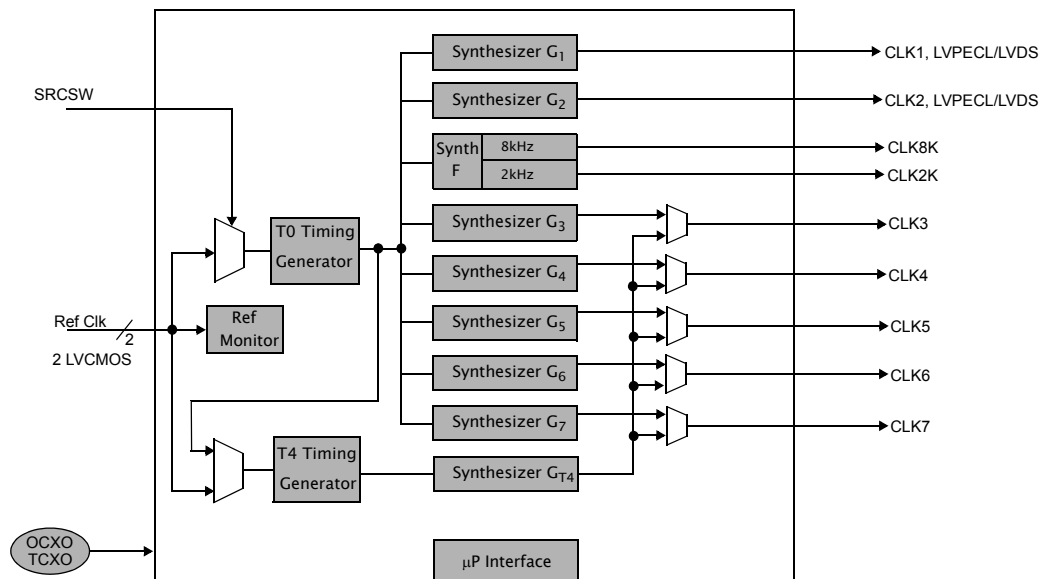 Synthesizer G1
CLK1, LVPECL/LVDS
SRCSW
Synthesizer G2
CLK2, LVPECL/LVDS
Synth
F
8kHz
2kHz
CLK8K
CLK2K
T0 Timing
Generator
Synthesizer G3
CLK3
Synthesizer G4
CLK4
Ref Clk
2
2 LVCMOS
Ref
Monitor
Synthesizer G5
CLK5
Synthesizer G6
CLK6
Synthesizer G7
CLK7
T4 Timing
Generator
Synthesizer GT4
OCXO
TCXO
µP Interface